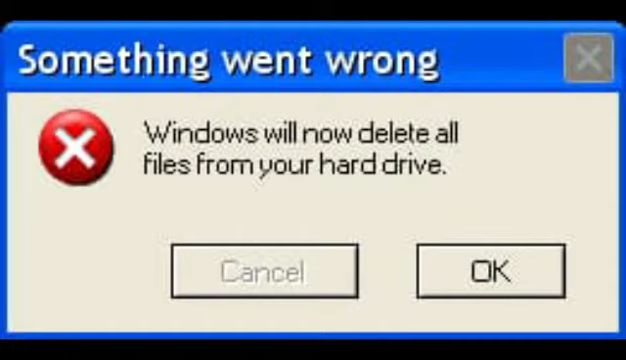 Something went wrong
Windows will now delete all
files from your hard drive.
Cancel
OK